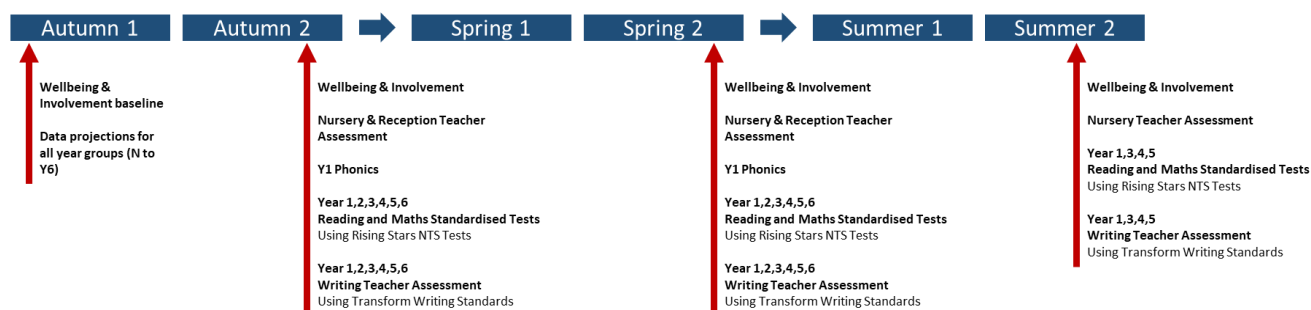 Autumn 1
Autumn 2
Spring 1
Spring 2
Summer 1
Summer 2
Wellbeing &
Involvement baseline
Data projections for
all year groups (N to
Y6)
Wellbeing & Involvement
Nursery & Reception Teacher
Assessment
Y1 Phonics
Year 1,2,3,4,5,6
Reading and Maths Standardised Tests
Using Rising Stars NTS Tests
Year 1,2,3,4,5,6
Writing Teacher Assessment
Using Transform Writing Standards
Wellbeing & Involvement
Nursery & Reception Teacher
Assessment
Y1 Phonics
Year 1,2,3,4,5,6
Reading and Maths Standardised Tests
Using Rising Stars NTS Tests
Year 1,2,3,4,5,6
Writing Teacher Assessment
Using Transform Writing Standards
Wellbeing & Involvement
Nursery Teacher Assessment
Year 1,3,4,5
Reading and Maths Standardised Tests
Using Rising Stars NTS Tests
Year 1,3,4,5
Writing Teacher Assessment
Using Transform Writing Standards